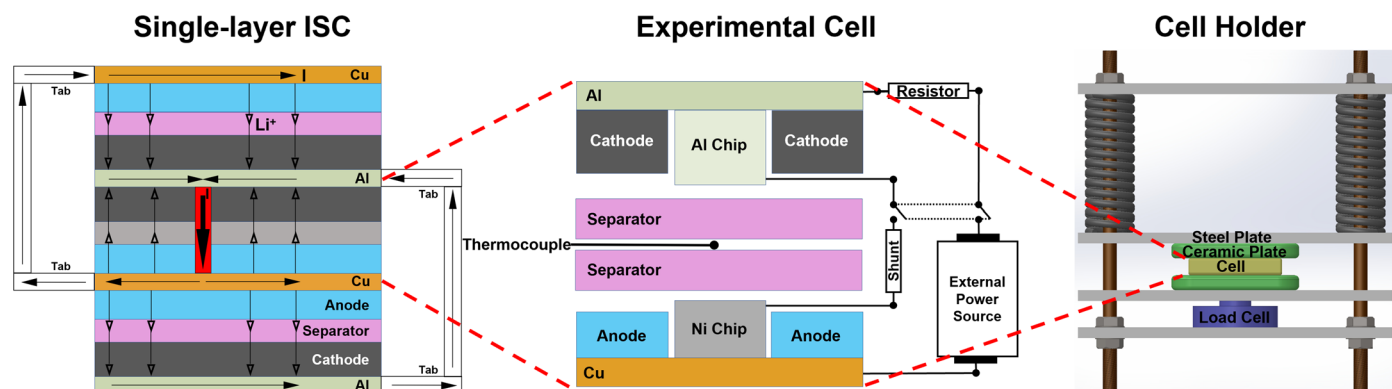 Single-layer ISC
I
Cu
Tab
Li⁺
Al
Tab
I
Tab
Cu
Anode
Separator
Cathode
Tab
Al
Experimental Cell
Al
Resistor
Cathode
Al Chip
Cathode
Separator
Thermocouple
Separator
Shunt
External
Power
Source
Anode
Ni Chip
Anode
Cu
Cell Holder
Steel Plate
Ceramic Plate
Cell
Load Cell